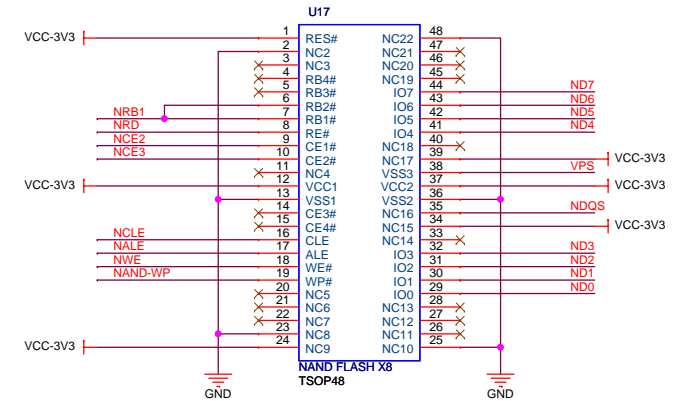 U17
VCC-3V3 1 RES# NC22 48
2 NC2 NC21 47
3 NC3 NC20 46
4 RB4# NC19 45
5 RB3# IO7 44 ND7
6 RB2# IO6 43 ND6
NRB1 7 RB1# IO5 42 ND5
NRD 8 RE# IO4 41 ND4
NCE2 9 CE1# NC18 40
NCE3 10 CE2# NC17 39 VCC-3V3
11 NC4 VSS3 38 VPS
VCC-3V3 12 VCC1 VCC2 37 VCC-3V3
13 VSS1 VSS2 36
14 CE3# NC16 35 NDQS
15 CE4# NC15 34 VCC-3V3
NCLE 16 CLE NC14 33
NALE 17 ALE IO3 32 ND3
NWE 18 WE# IO2 31 ND2
NAND-WP 19 WP# IO1 30 ND1
20 NC5 IO0 29 ND0
21 NC6 NC13 28
22 NC7 NC12 27
23 NC8 NC11 26
VCC-3V3 24 NC9 NC10 25
NAND FLASH X8
TSOP48
GND GND